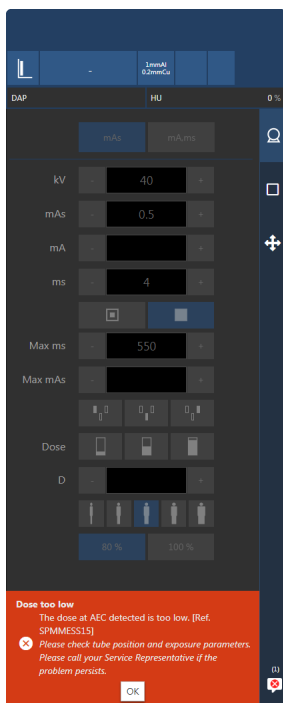 -
1mmAl
0.2mmCu
DAP HU 0 %
mAs mA,ms
kV - 40 +
mAs - 0.5 +
mA - +
ms - 4 +
Max ms - 550 +
Max mAs - +
Dose
D - +
80 % 100 %
Dose too low
The dose at AEC detected is too low. [Ref.
SPMMESS15]
Please check tube position and exposure parameters.
Please call your Service Representative if the
problem persists.
OK
(1)